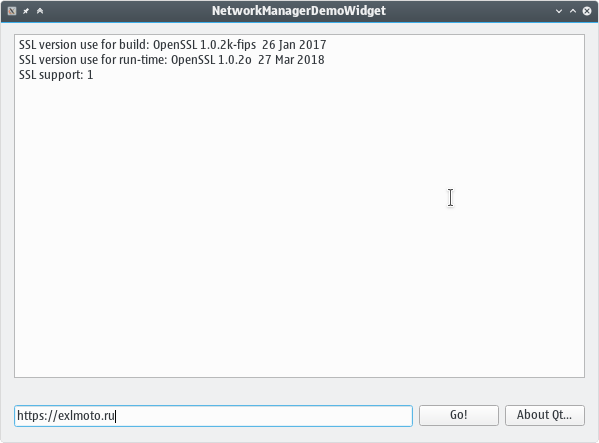 NetworkManagerDemoWidget
SSL version use for build: OpenSSL 1.0.2k-fips  26 Jan 2017
SSL version use for run-time: OpenSSL 1.0.2o  27 Mar 2018
SSL support: 1
https://exlmoto.ru
Go!
About Qt...